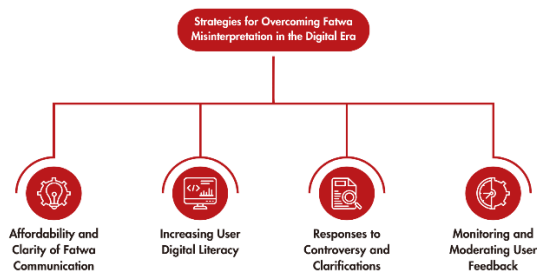 Strategies for Overcoming Fatwa
Misinterpretation in the Digital Era
Affordability and
Clarity of Fatwa
Communication
Increasing User
Digital Literacy
Responses to
Controversy and
Clarifications
Monitoring and
Moderating User
Feedback